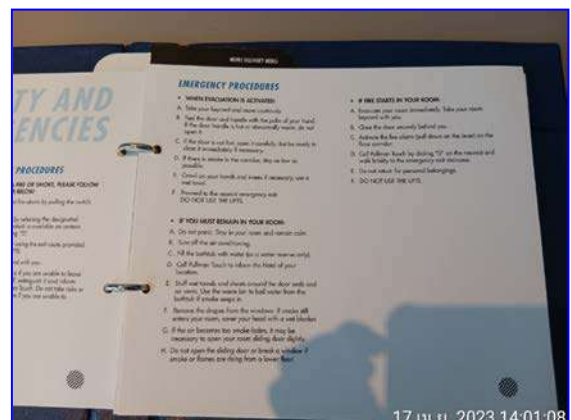 MORE DELIVERY MENU
TY AND
ENCIES
PROCEDURES
EMERGENCY PROCEDURES
• WHEN EVACUATION IS ACTIVATED:
A. Take your keycard and move cautiously.
B. Feel the door and handle with the palm of your hand.
If the door handle is hot or abnormally warm, do not
open it.
C. If the door is not hot, open it carefully, but be ready to
close it immediately if necessary.
D. If there is smoke in the corridor, stay as low as
possible.
E. Crawl on your hands and knees if necessary, use a
wet towel.
F. Proceed to the nearest emergency exit.
DO NOT USE THE LIFTS.
• IF YOU MUST REMAIN IN YOUR ROOM:
A. Do not panic. Stay in your room and remain calm.
B. Turn off the air conditioning.
C. Fill the bathtub with water (as a water reserve only).
D. Call Pullman Touch to inform the Hotel of your
location.
E. Stuff wet towels and sheets around the door seals and
air vents. Use the waste bin to bail water from the
bathtub if smoke seeps in.
F. Remove the drapes from the windows. If smoke still
enters your room, cover your head with a wet blanket.
G. If the air becomes too smoke-laden, it may be
necessary to open your room sliding door slightly.
H. Do not open the sliding door or break a window if
smoke or flames are rising from a lower floor.
• IF FIRE STARTS IN YOUR ROOM:
A. Evacuate your room immediately. Take your room
keycard with you.
B. Close the door securely behind you.
C. Activate the fire alarm (pull down on the lever) on the
floor corridor.
D. Call Pullman Touch by dialing "0" on the nearest and
walk briskly to the emergency exit staircase.
E. Do not return for personal belongings.
F. DO NOT USE THE LIFTS.
17 เม.ย. 2023 14:01:08